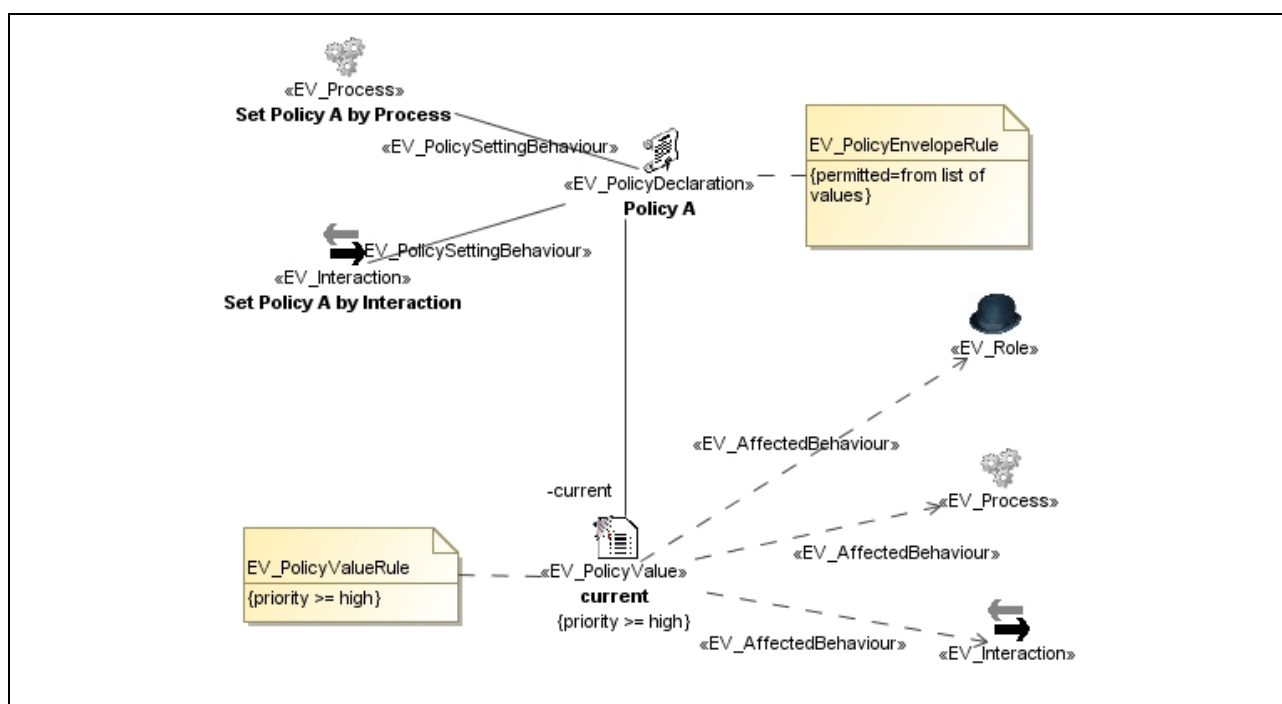 «EV_Process»
Set Policy A by Process
«EV_PolicySettingBehaviour»
EV_PolicyEnvelopeRule
{permitted=from list of
values}
«EV_PolicyDeclaration»
Policy A
«EV_PolicySettingBehaviour»
«EV_Interaction»
Set Policy A by Interaction
«EV_Role»
«EV_AffectedBehaviour»
-current
«EV_Process»
«EV_AffectedBehaviour»
EV_PolicyValueRule
{priority >= high}
«EV_PolicyValue»
current
{priority >= high}
«EV_AffectedBehaviour»
«EV_Interaction»